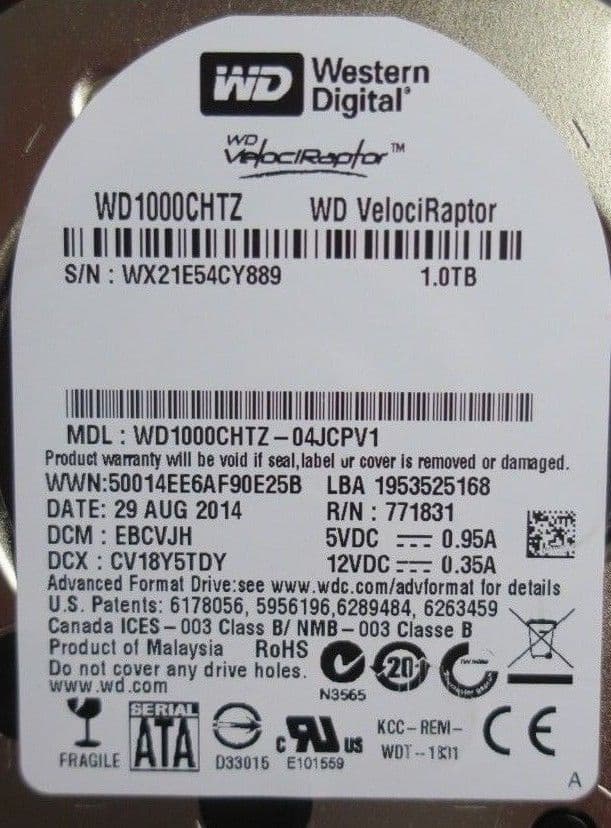 WD Western Digital®
WD VelociRaptor™
WD1000CHTZ WD VelociRaptor
S/N : WX21E54CY889 1.0TB
MDL : WD1000CHTZ-04JCPV1
Product warranty will be void if seal,label or cover is removed or damaged.
WWN:50014EE6AF90E25B LBA 1953525168
DATE: 29 AUG 2014 R/N : 771831
DCM : EBCVJH 5VDC 0.95A
DCX : CV18Y5TDY 12VDC 0.35A
Advanced Format Drive:see www.wdc.com/advformat for details
U.S. Patents: 6178056, 5956196,6289484, 6263459
Canada ICES-003 Class B/ NMB-003 Classe B
Product of Malaysia RoHS
Do not cover any drive holes.
www.wd.com
N3565
20
FRAGILE
SERIAL ATA
D33015
c RU US
E101559
KCC-REM-
WDT--1831
CE
A